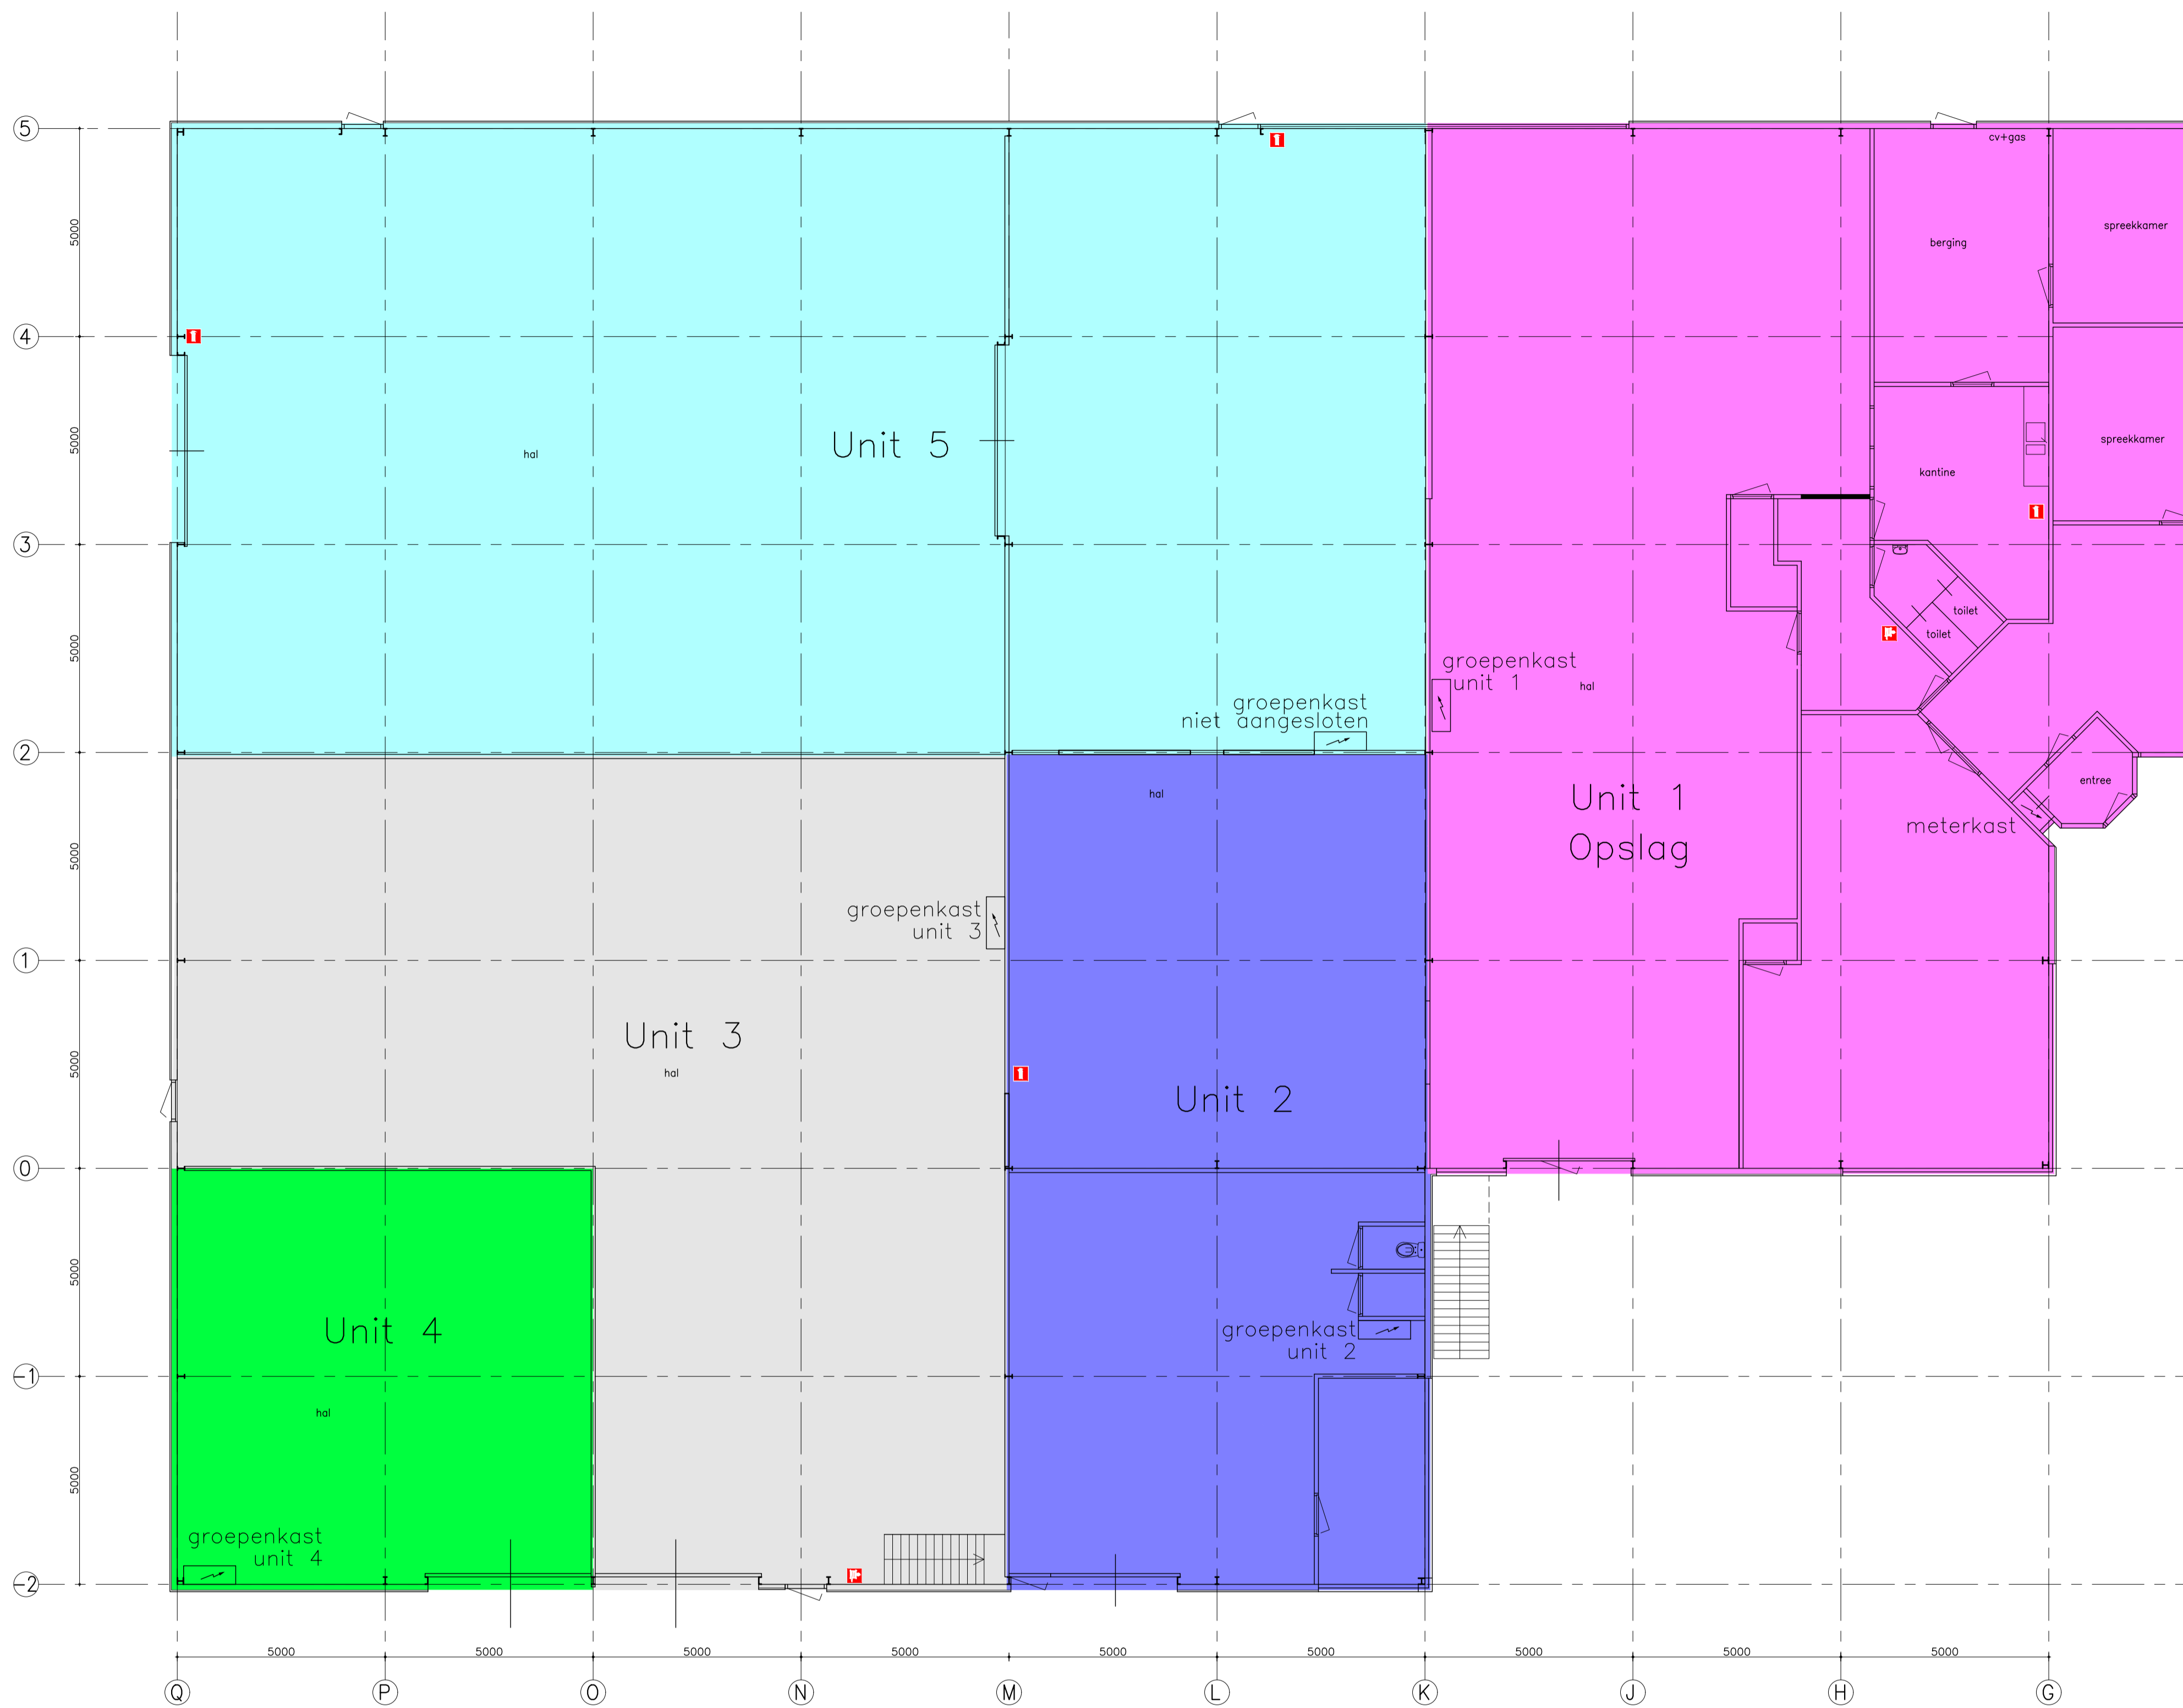 5
cv+gas
5000
spreekkamer
berging
4
5000
Unit 5
hal
spreekkamer
kantine
3
5000
toilet
toilet
groepenkast
unit 1
hal
groepenkast
niet aangesloten
2
hal
entree
Unit 1
Opslag
meterkast
5000
groepenkast
unit 3
1
Unit 3
hal
5000
Unit 2
0
5000
Unit 4
groepenkast
unit 2
-1
hal
5000
groepenkast
unit 4
-2
5000 5000 5000 5000 5000 5000 5000 5000 5000
Q P O N M L K J H G